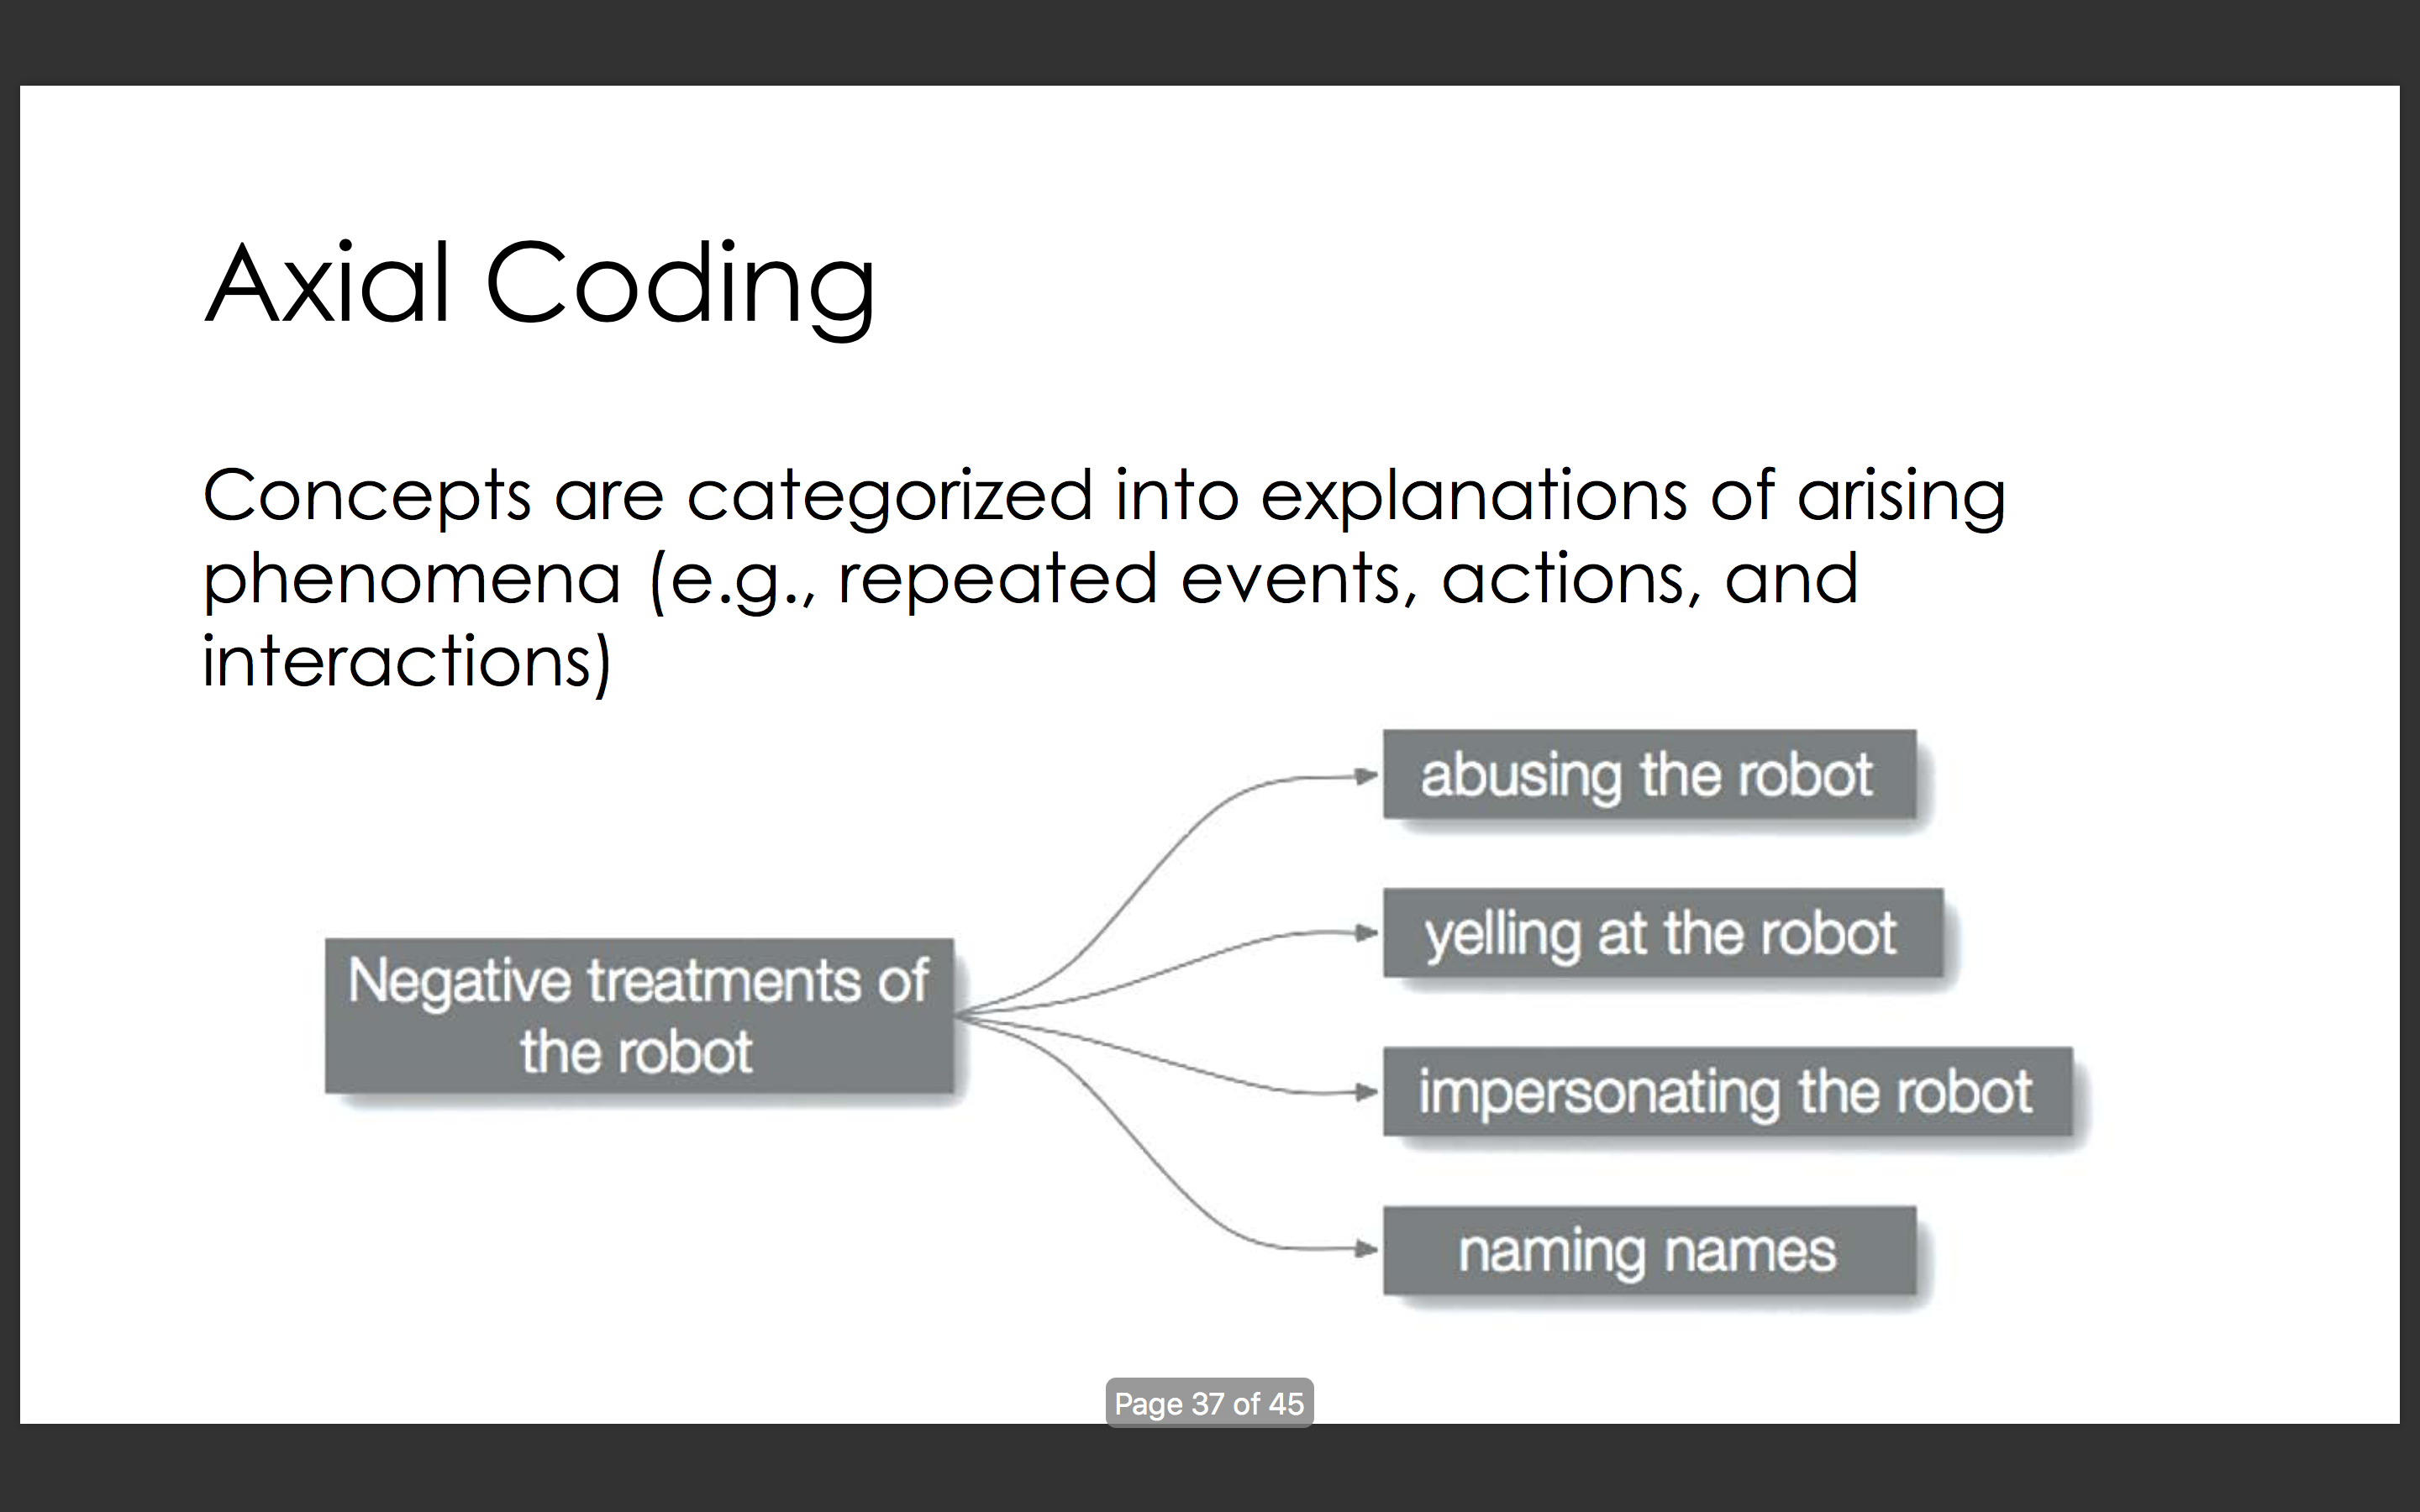 Axial Coding
Concepts are categorized into explanations of arising
phenomena (e.g., repeated events, actions, and
interactions)
Negative treatments of
the robot
abusing the robot
yelling at the robot
impersonating the robot
naming names
Page 37 of 45